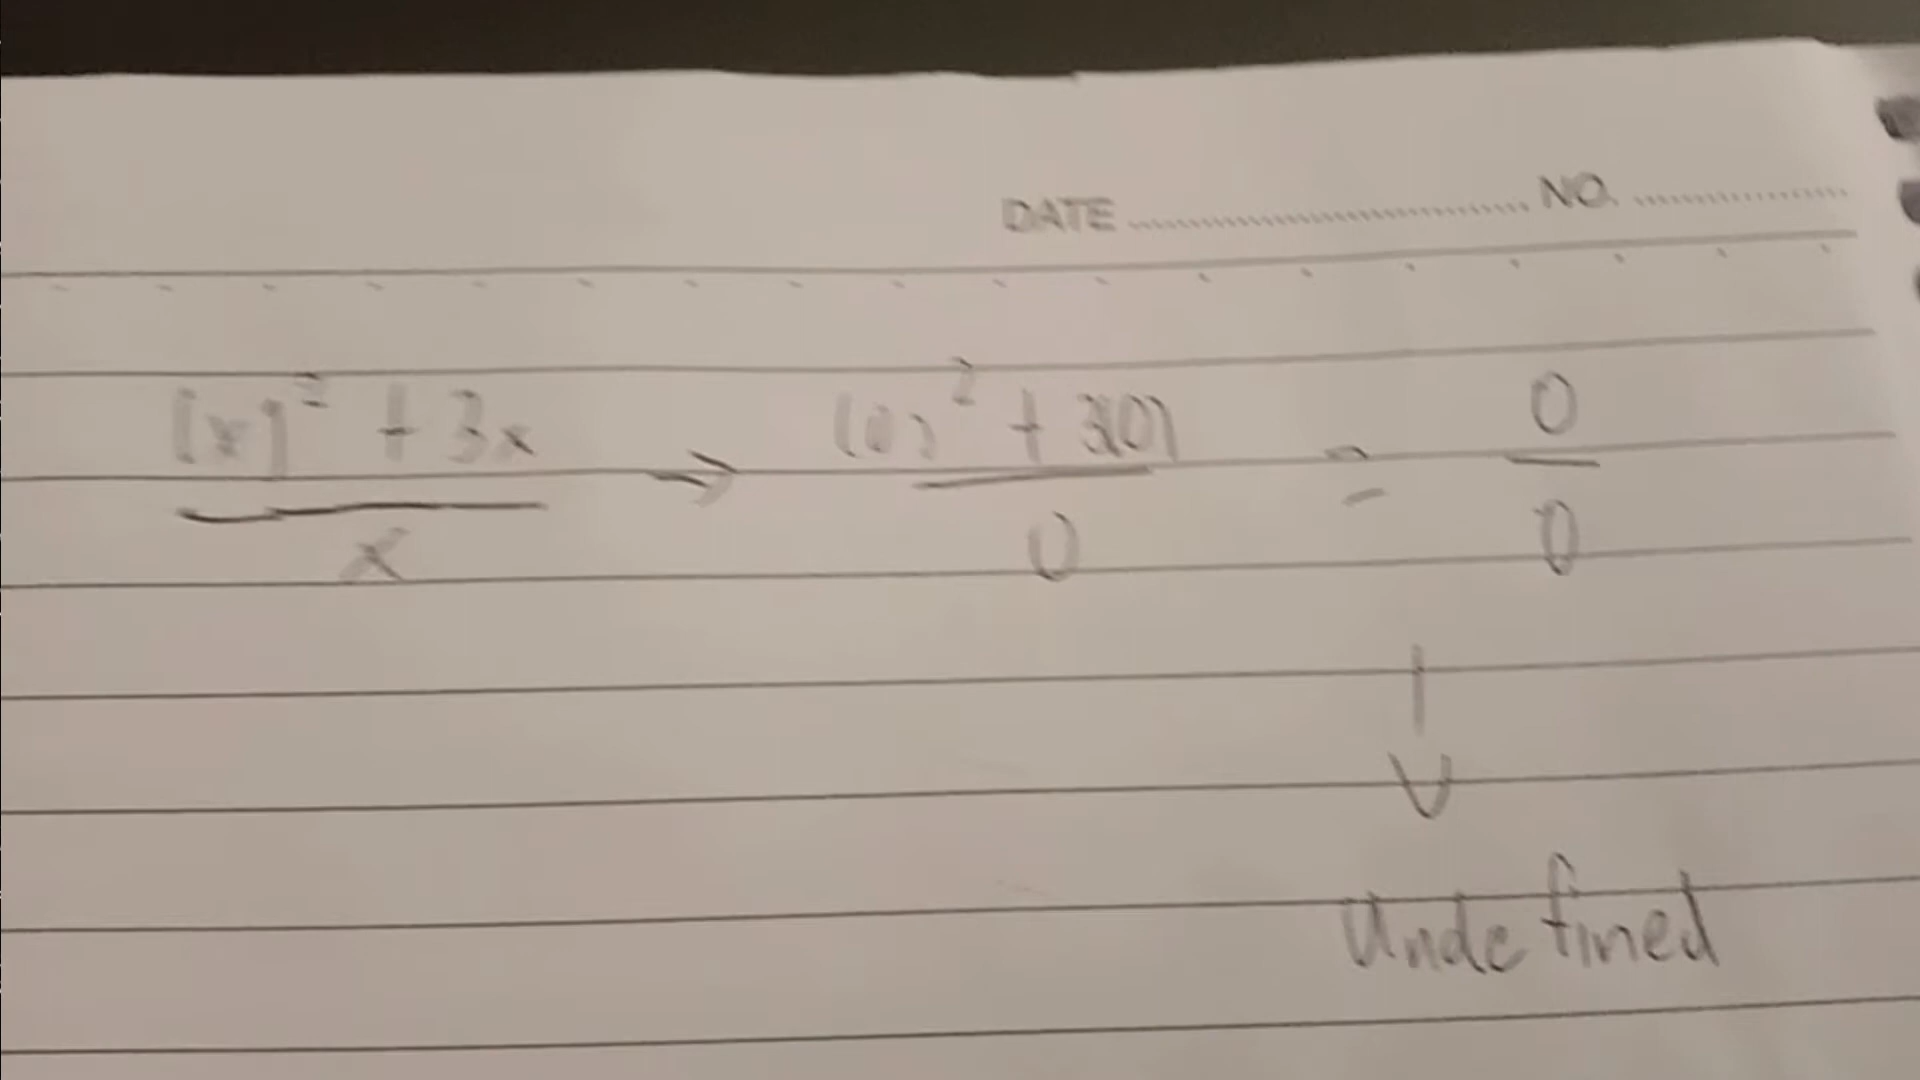 DATE ........................ NO. ............
(x)² + 3x / x → (0)² + 3(0) / 0 = 0 / 0
↓
Undefined